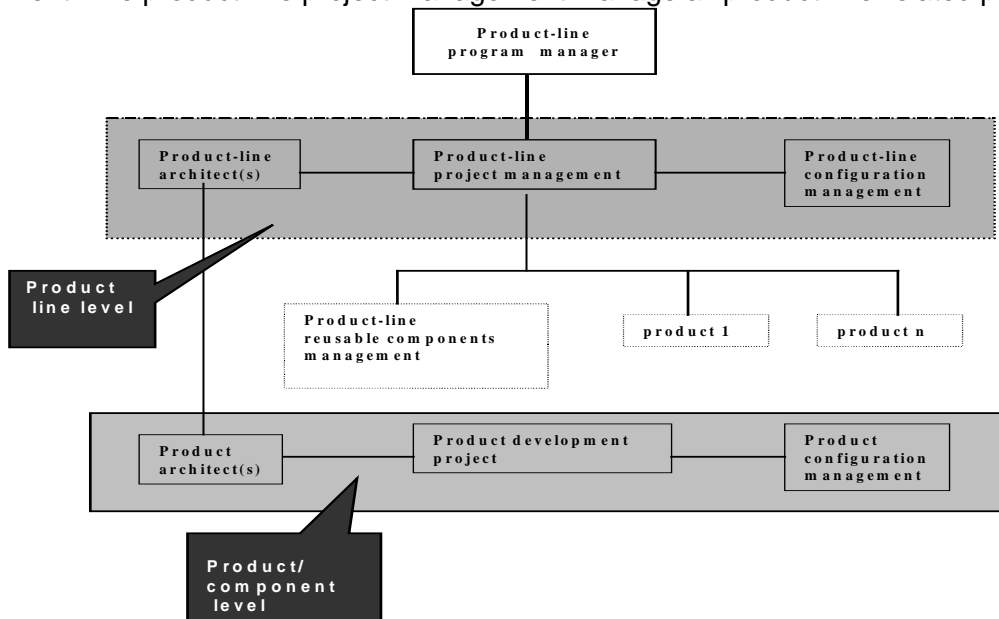 Product-line
program manager
Product-line
architect(s)
Product-line
project management
Product-line
configuration
management
Product
line level
Product-line
reusable components
management
product 1
product n
Product
architect(s)
Product development
project
Product
configuration
management
Product/
component
level